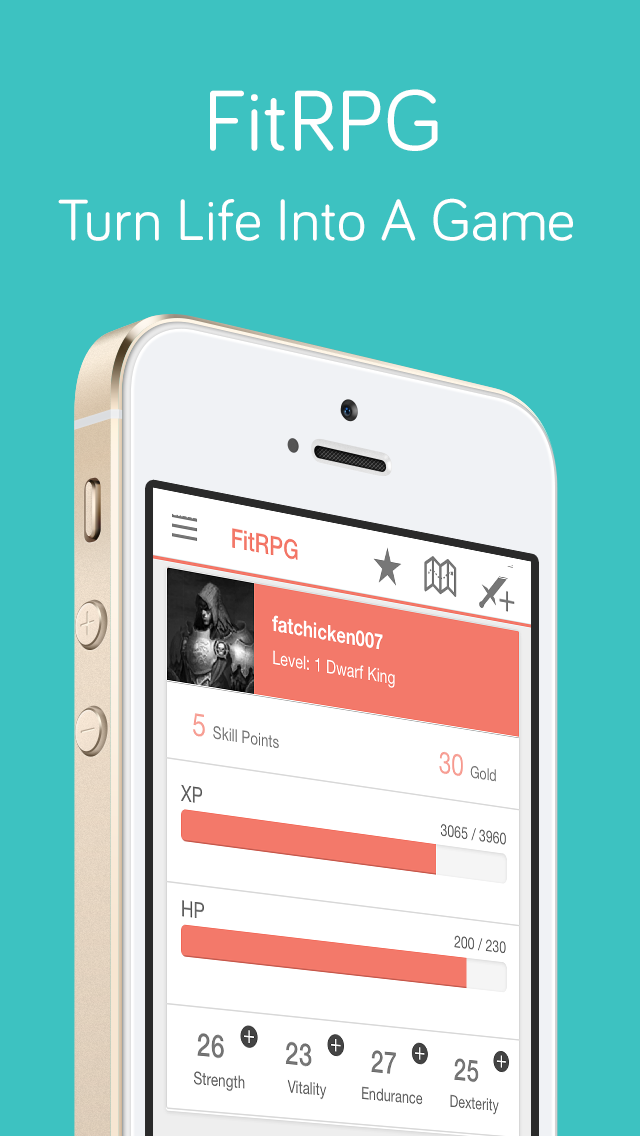 FitRPG
Turn Life Into A Game
FitRPG
fatchicken007
Level: 1 Dwarf King
5 Skill Points
30 Gold
XP
3065 / 3960
HP
200 / 230
26 23 27 25
Strength Vitality Endurance Dexterity